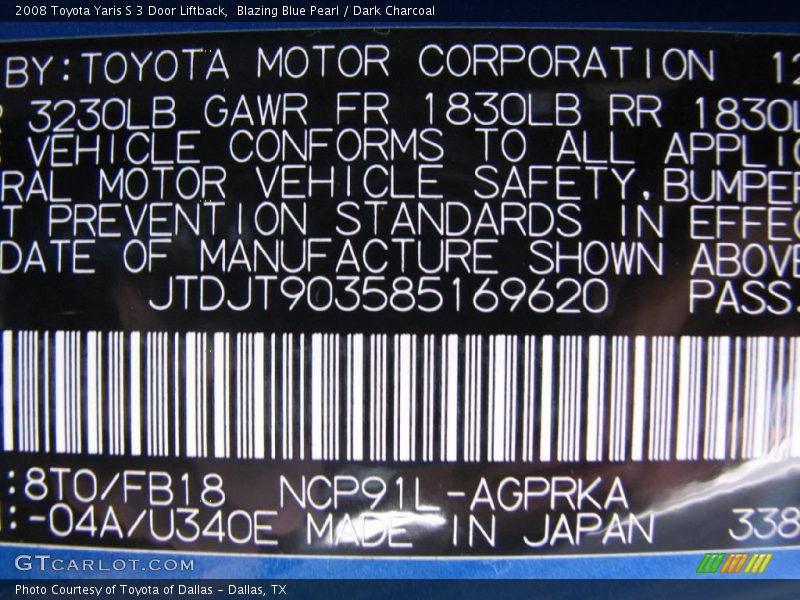 2008 Toyota Yaris S 3 Door Liftback,  Blazing Blue Pearl / Dark Charcoal
BY:TOYOTA MOTOR CORPORATION 12
3230LB GAWR FR 1830LB RR 1830L
VEHICLE CONFORMS TO ALL APPLIC
RAL MOTOR VEHICLE SAFETY,BUMPER
T PREVENTION STANDARDS IN EFFEC
DATE OF MANUFACTURE SHOWN ABOVE
JTDJT903585169620 PASS.
:8T0/FB18 NCP91L-AGPRKA
:-04A/U340E MADE IN JAPAN 338
GTCARLOT.COM
Photo Courtesy of Toyota of Dallas - Dallas, TX